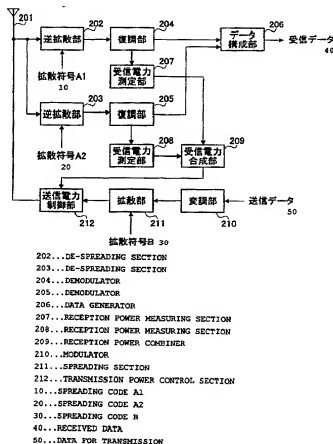 201
202
204
206
逆拡散部
復調部
データ
構成部
受信データ
40
207
拡散符号A1
10
受信電力
測定部
203
205
逆拡散部
復調部
208
209
拡散符号A2
20
受信電力
測定部
受信電力
合成部
送信電力
制御部
拡散部
変調部
送信データ
50
212
211
210
拡散符号B 30
202...DE-SPREADING SECTION
203...DE-SPREADING SECTION
204...DEMODULATOR
205...DEMODULATOR
206...DATA GENERATOR
207...RECEPTION POWER MEASURING SECTION
208...RECEPTION POWER MEASURING SECTION
209...RECEPTION POWER COMBINER
210...MODULATOR
211...SPREADING SECTION
212...TRANSMISSION POWER CONTROL SECTION
10...SPREADING CODE A1
20...SPREADING CODE A2
30...SPREADING CODE B
40...RECEIVED DATA
50...DATA FOR TRANSMISSION